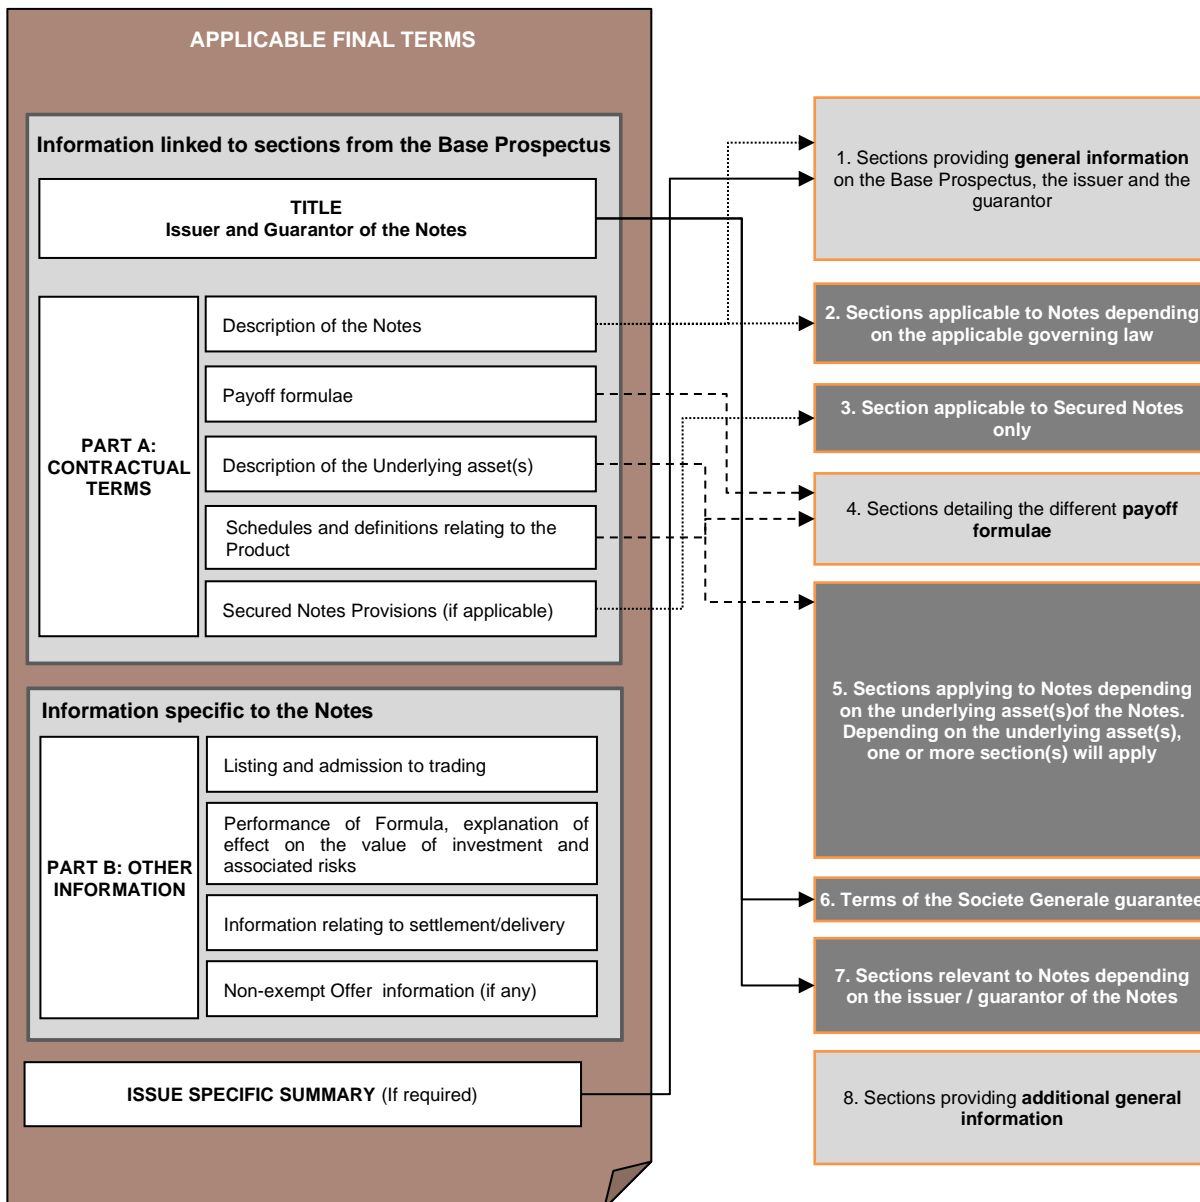 APPLICABLE FINAL TERMS
Information linked to sections from the Base Prospectus
TITLE
Issuer and Guarantor of the Notes
PART A:
CONTRACTUAL
TERMS
Description of the Notes
Payoff formulae
Description of the Underlying asset(s)
Schedules and definitions relating to the
Product
Secured Notes Provisions (if applicable)
Information specific to the Notes
PART B: OTHER
INFORMATION
Listing and admission to trading
Performance of Formula, explanation of
effect on the value of investment and
associated risks
Information relating to settlement/delivery
Non-exempt Offer information (if any)
ISSUE SPECIFIC SUMMARY (If required)
1. Sections providing general information
on the Base Prospectus, the issuer and the
guarantor
2. Sections applicable to Notes depending
on the applicable governing law
3. Section applicable to Secured Notes
only
4. Sections detailing the different payoff
formulae
5. Sections applying to Notes depending
on the underlying asset(s)of the Notes.
Depending on the underlying asset(s),
one or more section(s) will apply
6. Terms of the Societe Generale guarantee
7. Sections relevant to Notes depending
on the issuer / guarantor of the Notes
8. Sections providing additional general
information